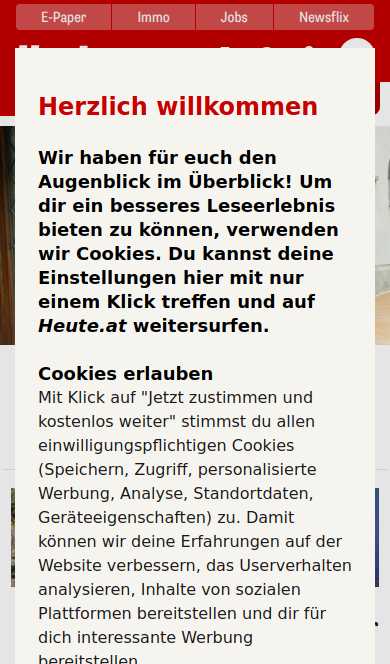 E-Paper Immo Jobs Newsflix
Herzlich willkommen
Wir haben für euch den
Augenblick im Überblick! Um
dir ein besseres Leseerlebnis
bieten zu können, verwenden
wir Cookies. Du kannst deine
Einstellungen hier mit nur
einem Klick treffen und auf
Heute.at weitersurfen.
Cookies erlauben
Mit Klick auf "Jetzt zustimmen und
kostenlos weiter" stimmst du allen
einwilligungspflichtigen Cookies
(Speichern, Zugriff, personalisierte
Werbung, Analyse, Standortdaten,
Geräteeigenschaften) zu. Damit
können wir deine Erfahrungen auf der
Website verbessern, das Userverhalten
analysieren, Inhalte von sozialen
Plattformen bereitstellen und dir für
dich interessante Werbung
bereitstellen